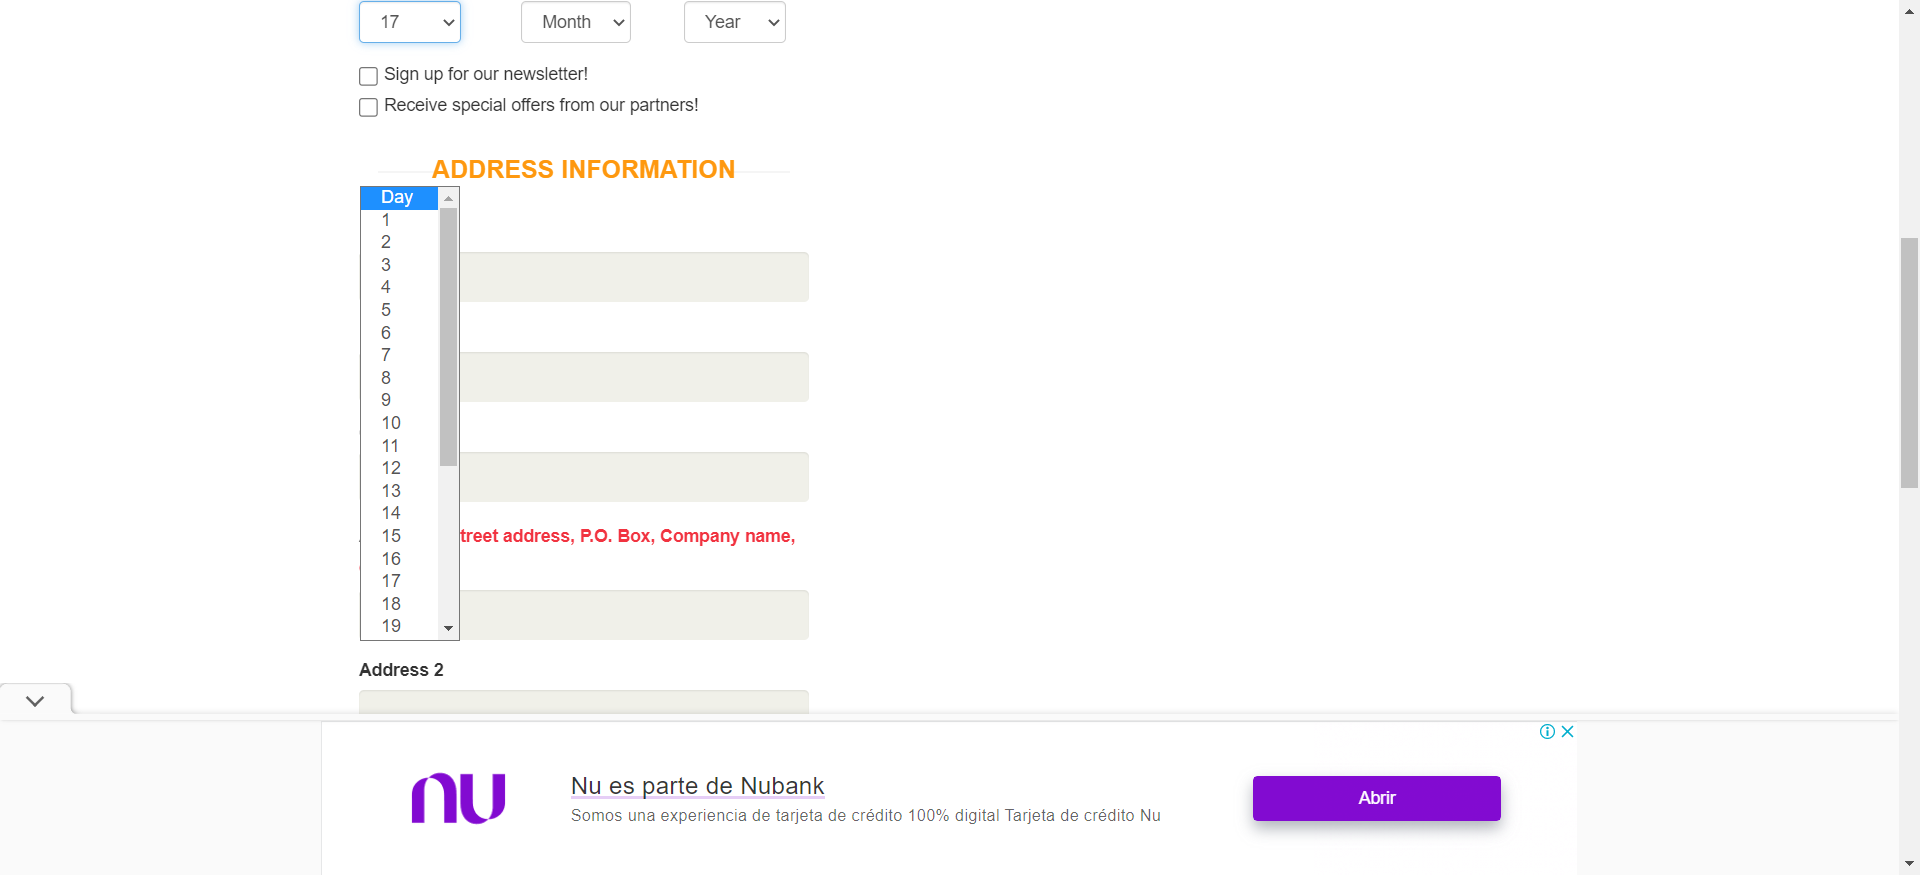 17 Month Year
Sign up for our newsletter!
Receive special offers from our partners!
ADDRESS INFORMATION
Day
1
2
3
4
5
6
7
8
9
10
11
12
13
14
15
16
17
18
19
treet address, P.O. Box, Company name,
Address 2
nu
Nu es parte de Nubank
Somos una experiencia de tarjeta de crédito 100% digital Tarjeta de crédito Nu
Abrir